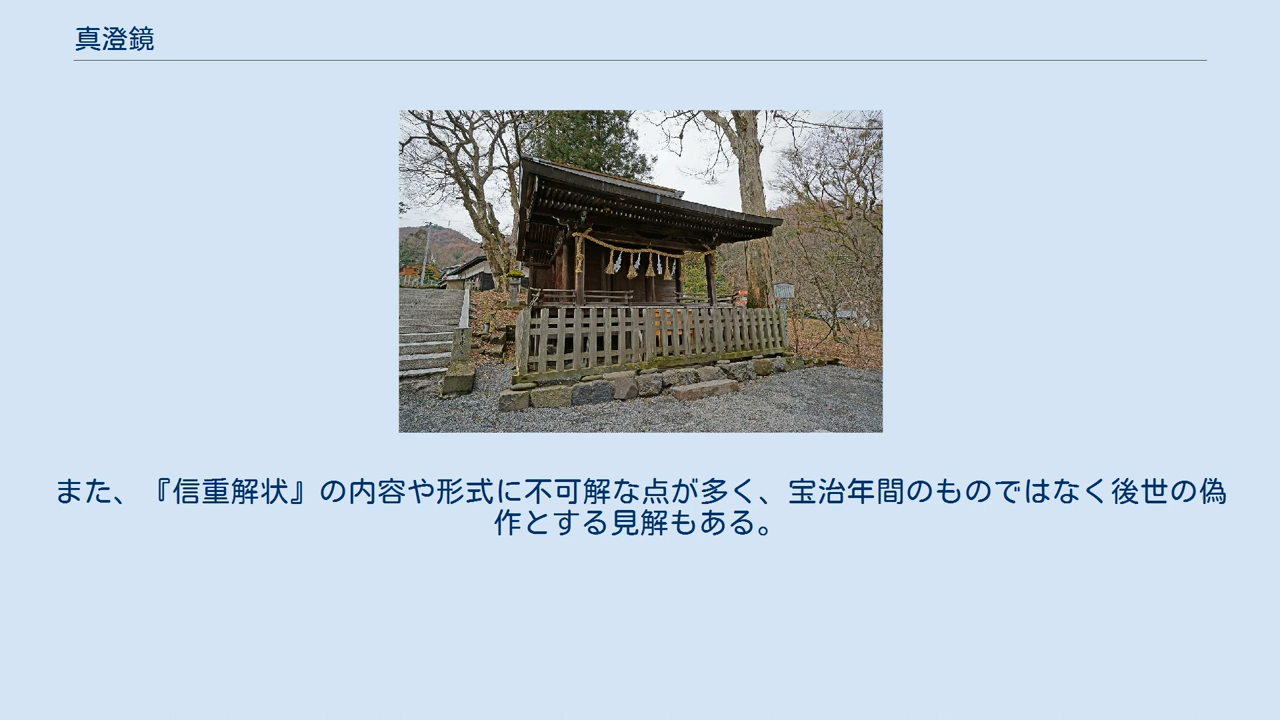 真澄鏡
また、『信重解状』の内容や形式に不可解な点が多く、宝治年間のものではなく後世の偽
作とする見解もある。